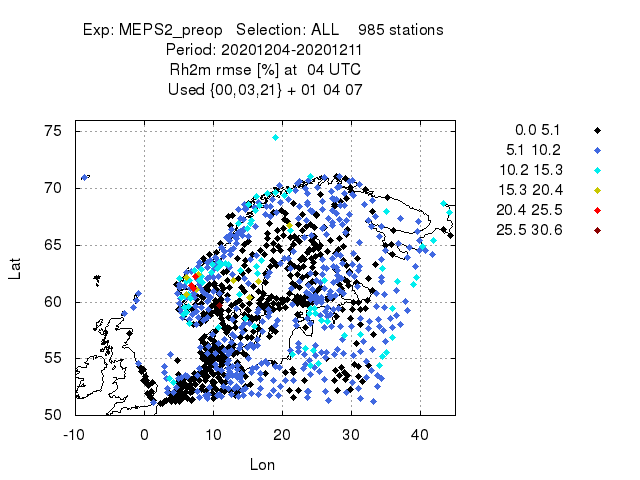 Exp: MEPS2_preop   Selection: ALL    985 stations
Period: 20201204-20201211
Rh2m rmse [%] at  04 UTC
Used {00,03,21} + 01 04 07
0.0 5.1
5.1 10.2
10.2 15.3
15.3 20.4
20.4 25.5
25.5 30.6
75
70
65
60
55
50
Lat
-10 0 10 20 30 40
Lon